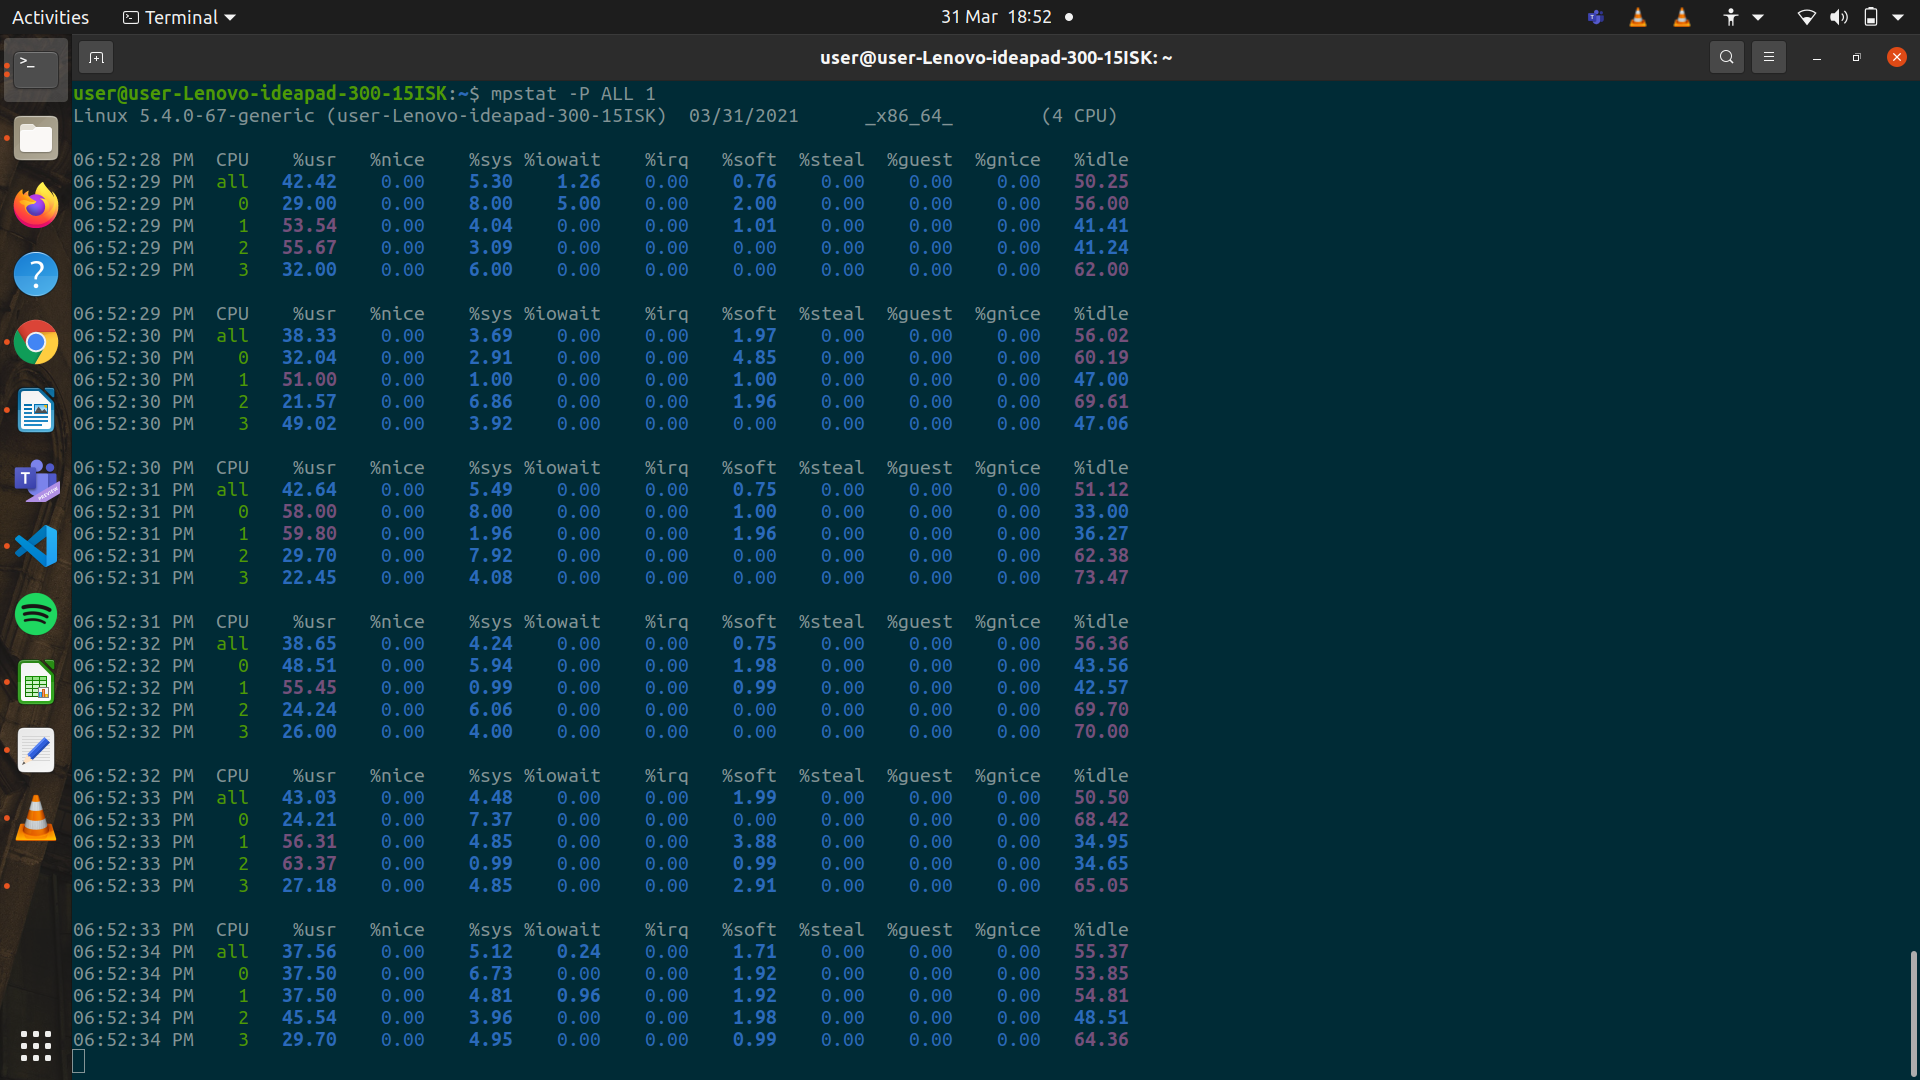 Activities Terminal 31 Mar 18:52
user@user-Lenovo-ideapad-300-15ISK: ~
user@user-Lenovo-ideapad-300-15ISK:~$ mpstat -P ALL 1
Linux 5.4.0-67-generic (user-Lenovo-ideapad-300-15ISK) 03/31/2021 _x86_64_ (4 CPU)
06:52:28 PM CPU %usr %nice %sys %iowait %irq %soft %steal %guest %gnice %idle
06:52:29 PM all 42.42 0.00 5.30 1.26 0.00 0.76 0.00 0.00 0.00 50.25
06:52:29 PM 0 29.00 0.00 8.00 5.00 0.00 2.00 0.00 0.00 0.00 56.00
06:52:29 PM 1 53.54 0.00 4.04 0.00 0.00 1.01 0.00 0.00 0.00 41.41
06:52:29 PM 2 55.67 0.00 3.09 0.00 0.00 0.00 0.00 0.00 0.00 41.24
06:52:29 PM 3 32.00 0.00 6.00 0.00 0.00 0.00 0.00 0.00 0.00 62.00
06:52:29 PM CPU %usr %nice %sys %iowait %irq %soft %steal %guest %gnice %idle
06:52:30 PM all 38.33 0.00 3.69 0.00 0.00 1.97 0.00 0.00 0.00 56.02
06:52:30 PM 0 32.04 0.00 2.91 0.00 0.00 4.85 0.00 0.00 0.00 60.19
06:52:30 PM 1 51.00 0.00 1.00 0.00 0.00 1.00 0.00 0.00 0.00 47.00
06:52:30 PM 2 21.57 0.00 6.86 0.00 0.00 1.96 0.00 0.00 0.00 69.61
06:52:30 PM 3 49.02 0.00 3.92 0.00 0.00 0.00 0.00 0.00 0.00 47.06
06:52:30 PM CPU %usr %nice %sys %iowait %irq %soft %steal %guest %gnice %idle
06:52:31 PM all 42.64 0.00 5.49 0.00 0.00 0.75 0.00 0.00 0.00 51.12
06:52:31 PM 0 58.00 0.00 8.00 0.00 0.00 1.00 0.00 0.00 0.00 33.00
06:52:31 PM 1 59.80 0.00 1.96 0.00 0.00 1.96 0.00 0.00 0.00 36.27
06:52:31 PM 2 29.70 0.00 7.92 0.00 0.00 0.00 0.00 0.00 0.00 62.38
06:52:31 PM 3 22.45 0.00 4.08 0.00 0.00 0.00 0.00 0.00 0.00 73.47
06:52:31 PM CPU %usr %nice %sys %iowait %irq %soft %steal %guest %gnice %idle
06:52:32 PM all 38.65 0.00 4.24 0.00 0.00 0.75 0.00 0.00 0.00 56.36
06:52:32 PM 0 48.51 0.00 5.94 0.00 0.00 1.98 0.00 0.00 0.00 43.56
06:52:32 PM 1 55.45 0.00 0.99 0.00 0.00 0.99 0.00 0.00 0.00 42.57
06:52:32 PM 2 24.24 0.00 6.06 0.00 0.00 0.00 0.00 0.00 0.00 69.70
06:52:32 PM 3 26.00 0.00 4.00 0.00 0.00 0.00 0.00 0.00 0.00 70.00
06:52:32 PM CPU %usr %nice %sys %iowait %irq %soft %steal %guest %gnice %idle
06:52:33 PM all 43.03 0.00 4.48 0.00 0.00 1.99 0.00 0.00 0.00 50.50
06:52:33 PM 0 24.21 0.00 7.37 0.00 0.00 0.00 0.00 0.00 0.00 68.42
06:52:33 PM 1 56.31 0.00 4.85 0.00 0.00 3.88 0.00 0.00 0.00 34.95
06:52:33 PM 2 63.37 0.00 0.99 0.00 0.00 0.99 0.00 0.00 0.00 34.65
06:52:33 PM 3 27.18 0.00 4.85 0.00 0.00 2.91 0.00 0.00 0.00 65.05
06:52:33 PM CPU %usr %nice %sys %iowait %irq %soft %steal %guest %gnice %idle
06:52:34 PM all 37.56 0.00 5.12 0.24 0.00 1.71 0.00 0.00 0.00 55.37
06:52:34 PM 0 37.50 0.00 6.73 0.00 0.00 1.92 0.00 0.00 0.00 53.85
06:52:34 PM 1 37.50 0.00 4.81 0.96 0.00 1.92 0.00 0.00 0.00 54.81
06:52:34 PM 2 45.54 0.00 3.96 0.00 0.00 1.98 0.00 0.00 0.00 48.51
06:52:34 PM 3 29.70 0.00 4.95 0.00 0.00 0.99 0.00 0.00 0.00 64.36